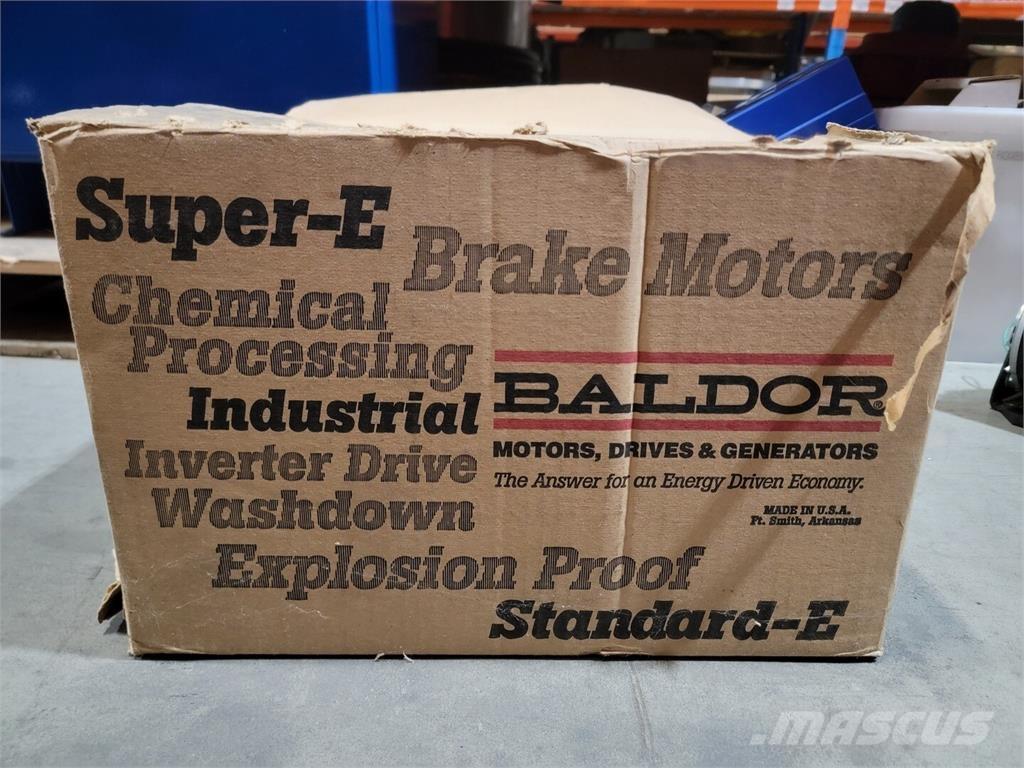 Super-E
Brake Motors
Chemical
Processing
Industrial
Inverter Drive
Washdown
Explosion Proof
Standard-E
BALDOR®
MOTORS, DRIVES & GENERATORS
The Answer for an Energy Driven Economy.
MADE IN U.S.A.
Ft. Smith, Arkansas
MASCUS